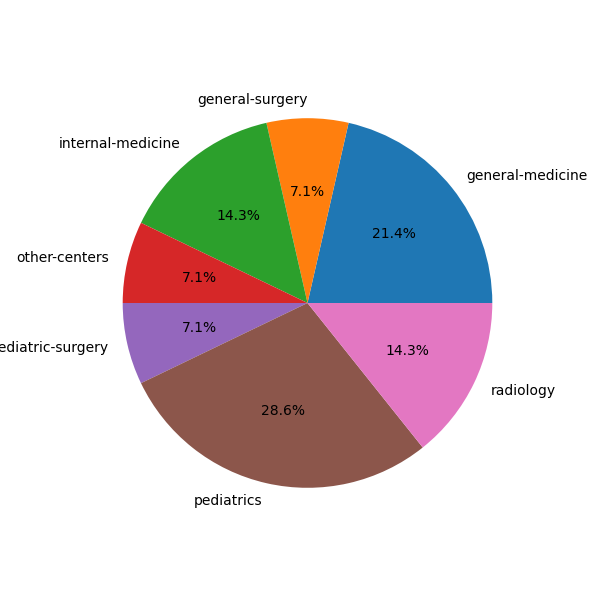 general-surgery
internal-medicine
general-medicine
7.1%
14.3%
21.4%
other-centers
7.1%
7.1%
ediatric-surgery
14.3%
radiology
28.6%
pediatrics